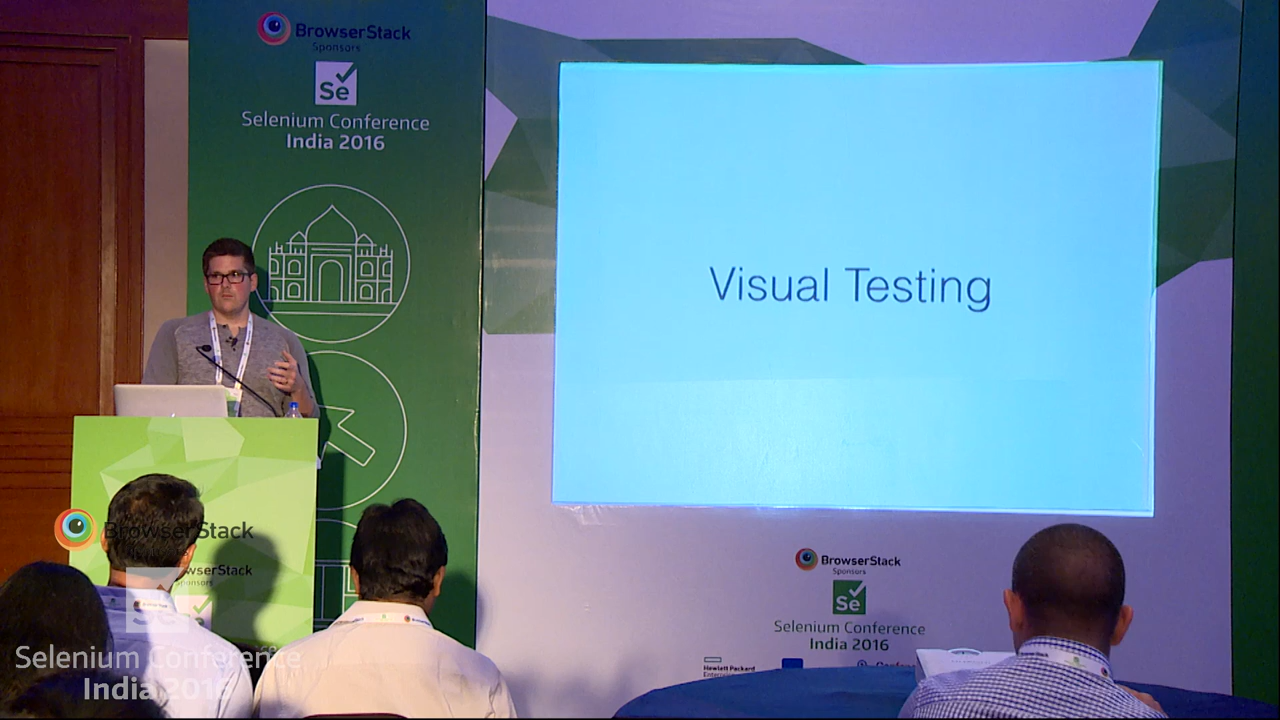 BrowserStack
Sponsors
Se
Selenium Conference
India 2016
Visual Testing
BrowserStack
BrowserStack
Sponsors
Se
Selenium Conference
India 2016
Hewlett Packard
Selenium Conference
India 2016